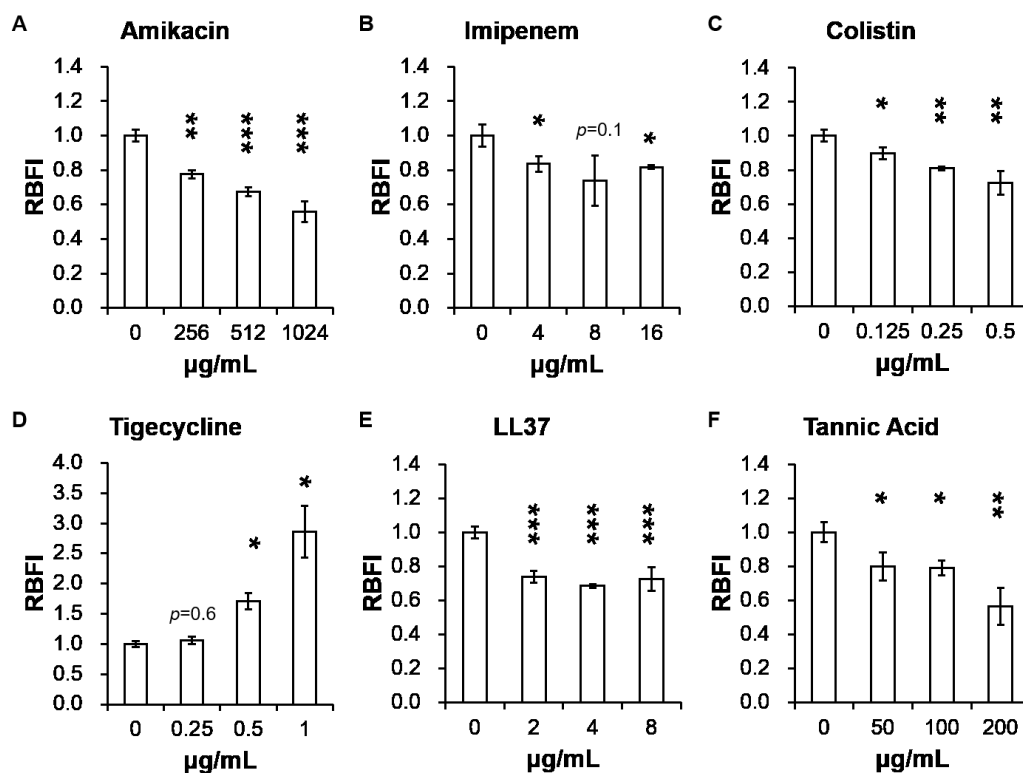 A Amikacin
RBFI
1.4
1.2
1.0
0.8
0.6
0.4
0.2
0.0
** *** ***
0 256 512 1024
µg/mL
B Imipenem
RBFI
1.4
1.2
1.0
0.8
0.6
0.4
0.2
0.0
* p=0.1 *
0 4 8 16
µg/mL
C Colistin
RBFI
1.4
1.2
1.0
0.8
0.6
0.4
0.2
0.0
* ** **
0 0.125 0.25 0.5
µg/mL
D Tigecycline
RBFI
4.0
3.5
3.0
2.5
2.0
1.5
1.0
0.5
0.0
p=0.6 * *
0 0.25 0.5 1
µg/mL
E LL37
RBFI
1.4
1.2
1.0
0.8
0.6
0.4
0.2
0.0
*** *** ***
0 2 4 8
µg/mL
F Tannic Acid
RBFI
1.4
1.2
1.0
0.8
0.6
0.4
0.2
0.0
* * **
0 50 100 200
µg/mL